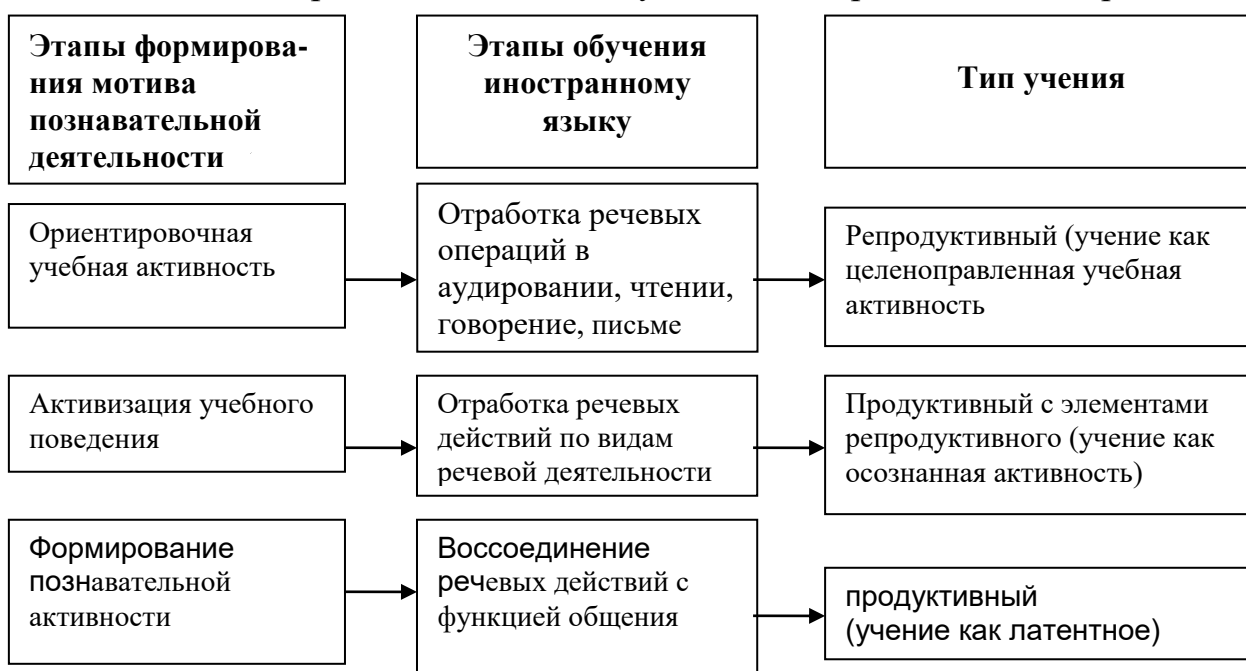 Этапы формирова-
ния мотива
познавательной
деятельности
Этапы обучения
иностранному
языку
Тип учения
Ориентировочная
учебная активность
Отработка речевых
операций в
аудировании, чтении,
говорение, письме
Репродуктивный (учение как
целеноправленная учебная
активность
Активизация учебного
поведения
Отработка речевых
действий по видам
речевой деятельности
Продуктивный с элементами
репродуктивного (учение как
осознанная активность)
Формирование
познавательной
активности
Воссоединение
речевых действий с
функцией общения
продуктивный
(учение как латентное)